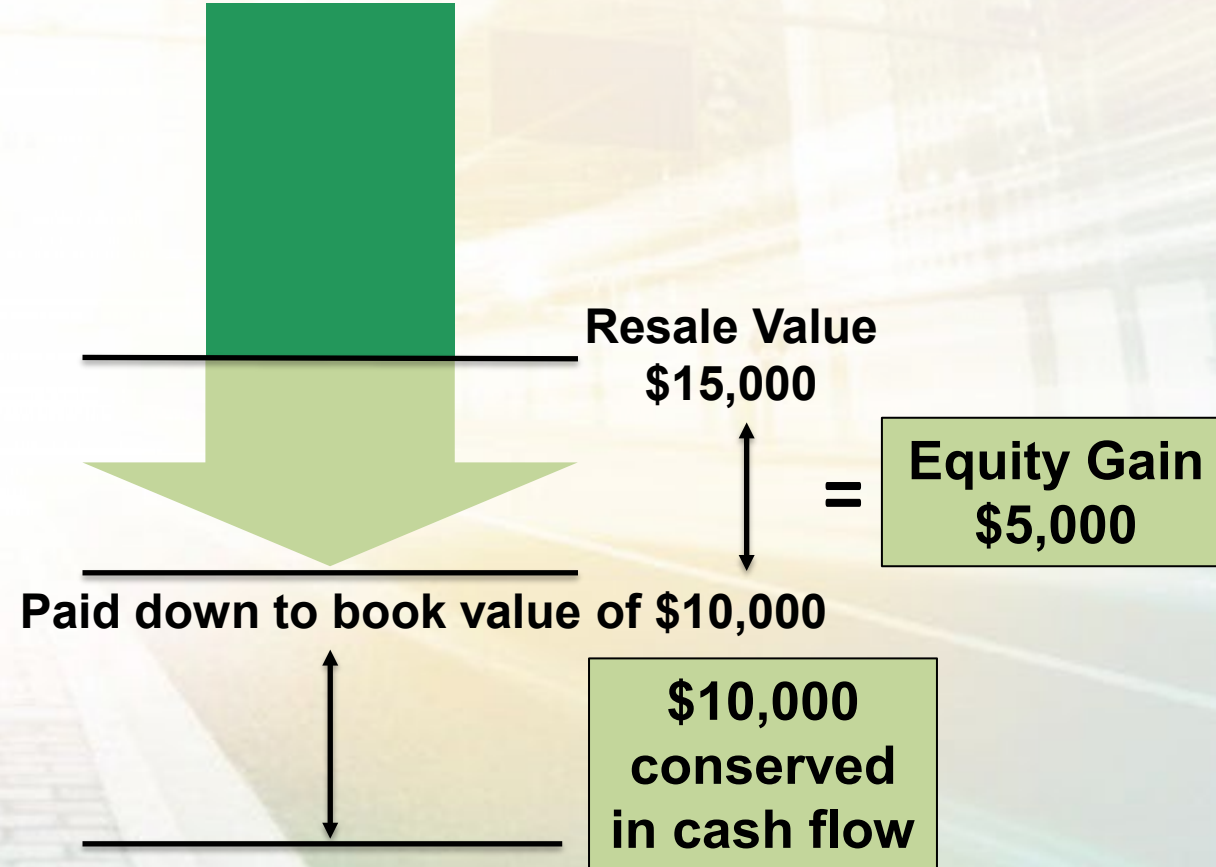 Resale Value
$15,000
=
Equity Gain
$5,000
Paid down to book value of $10,000
$10,000
conserved
in cash flow